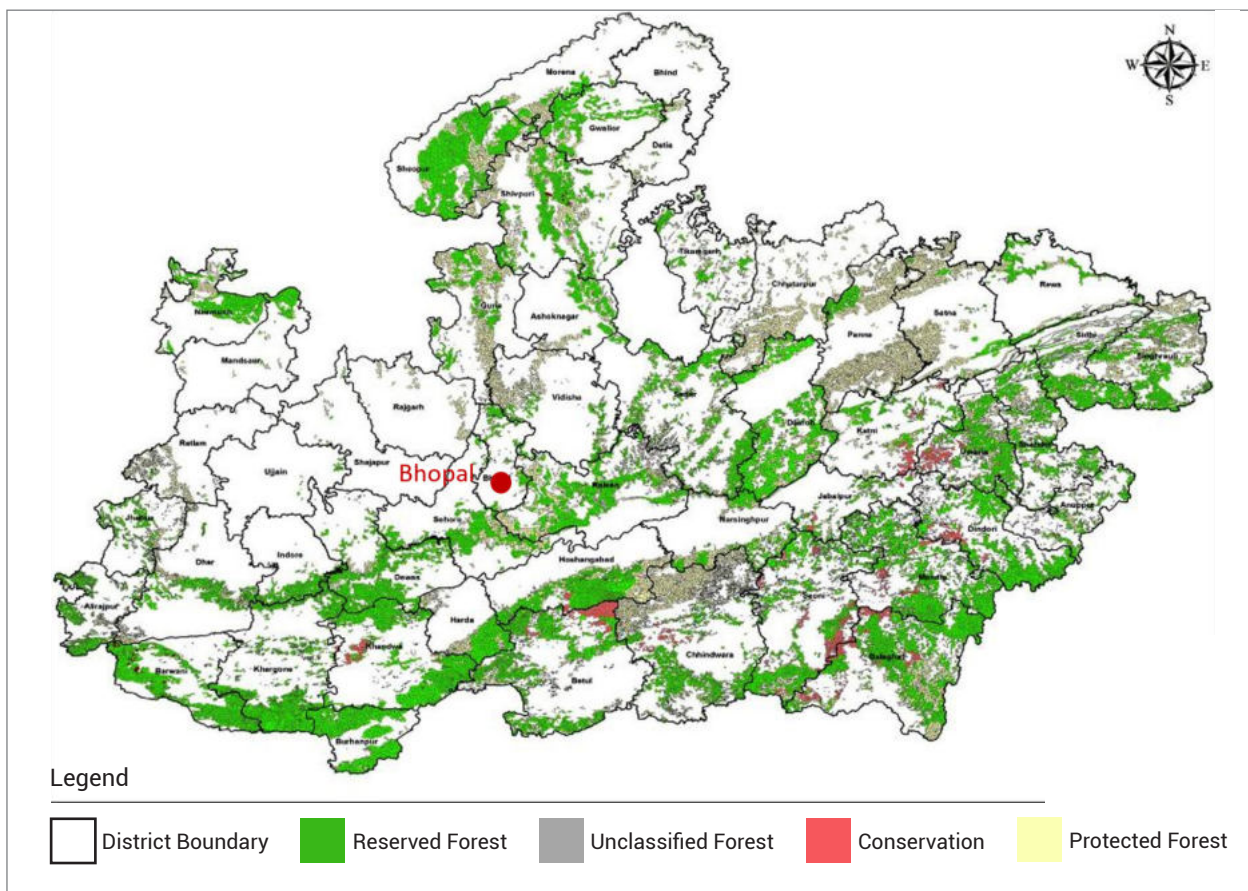 N
W E
S
Morena
Bhind
Gwalior
Datia
Sheopur
Shivpuri
Tikamgarh
Chhatarpur
Rewa
Guna
Satna
Sidhi
Neemuch
Ashoknagar
Panna
Singrauli
Mandsaur
Rajgarh
Vidisha
Sagar
Damoh
Katni
Ratlam
Ujjain
Shajapur
Bhopal
Raisen
Umaria
Jabalpur
Anuppur
Jhabua
Sehore
Narsinghpur
Dindori
Dhar
Indore
Hoshangabad
Dewas
Mandla
Alirajpur
Harda
Seoni
Khandwa
Chhindwara
Balaghat
Barwani
Khargone
Betul
Burhanpur
Legend
District Boundary Reserved Forest Unclassified Forest Conservation Protected Forest